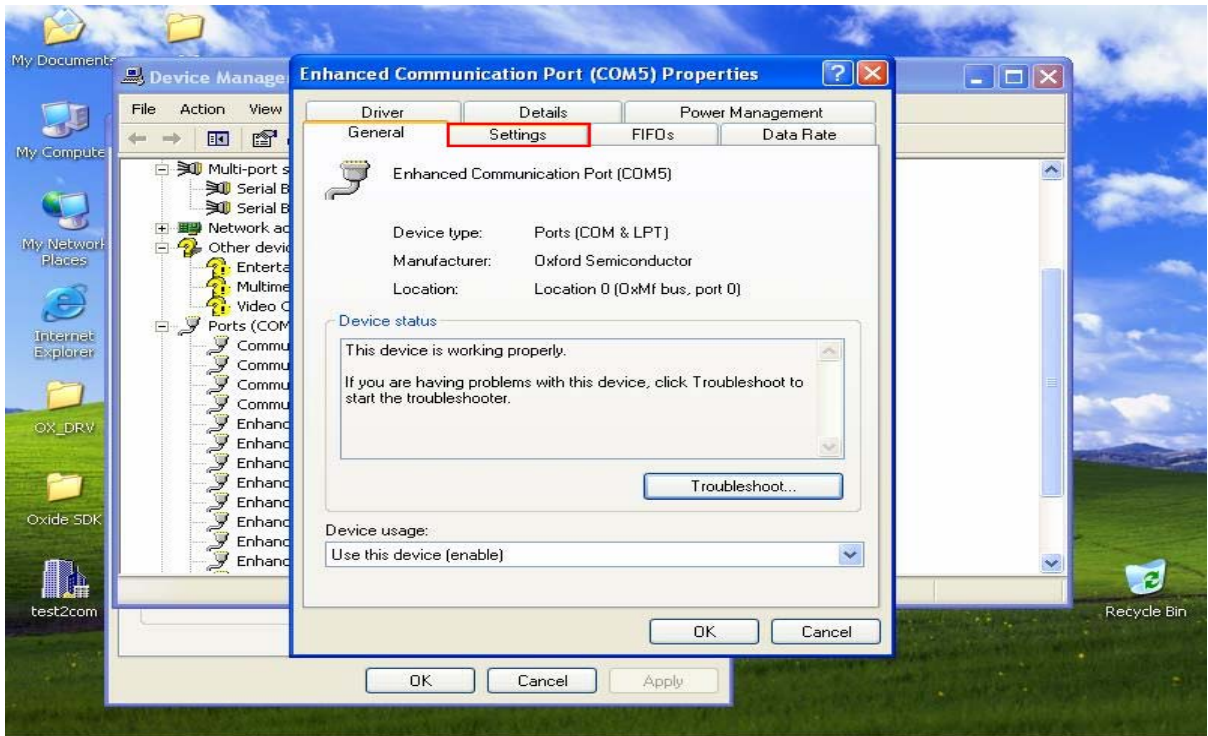 My Documents
My Compute
My Network
Places
Internet
Explorer
OX_DRV
Oxide SDK
test2com
Recycle Bin
Device Manage
File Action View
Multi-port s
Serial B
Serial B
Network ad
Other devic
Enterta
Multime
Video C
Ports (COM
Commu
Commu
Commu
Commu
Enhanc
Enhanc
Enhanc
Enhanc
Enhanc
Enhanc
Enhanc
Enhanc
Enhanced Communication Port (COM5) Properties
Driver Details Power Management
General Settings FIFOs Data Rate
Enhanced Communication Port (COM5)
Device type: Ports (COM & LPT)
Manufacturer: Oxford Semiconductor
Location: Location 0 (OxMf bus, port 0)
Device status
This device is working properly.
If you are having problems with this device, click Troubleshoot to
start the troubleshooter.
Troubleshoot...
Device usage:
Use this device (enable)
OK Cancel
OK Cancel Apply